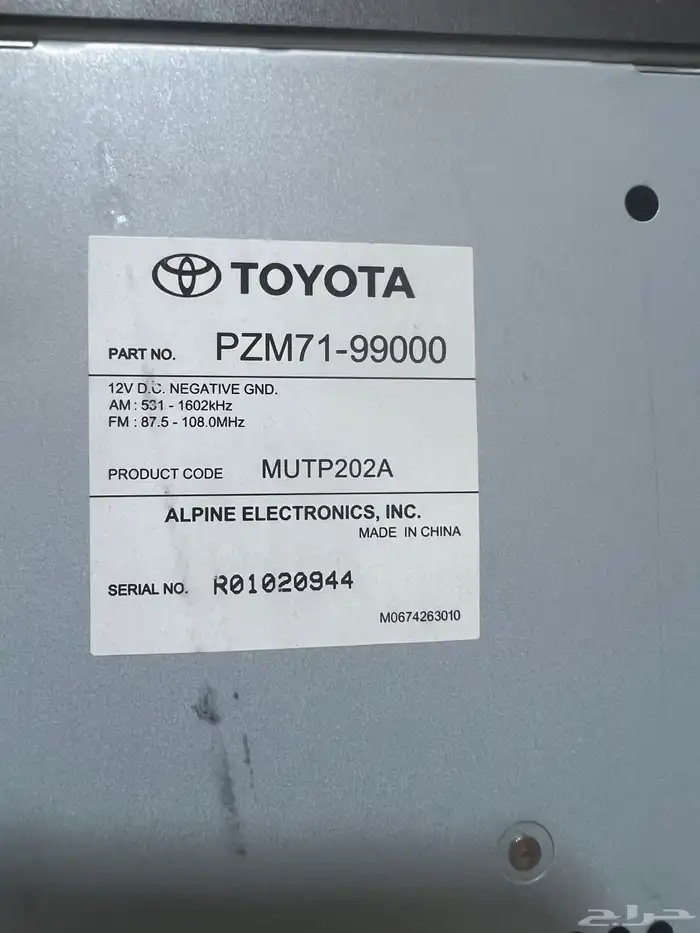 TOYOTA
PART NO. PZM71-99000
12V D.C. NEGATIVE GND.
AM : 531 - 1602kHz
FM : 87.5 - 108.0MHz
PRODUCT CODE MUTP202A
ALPINE ELECTRONICS, INC.
MADE IN CHINA
SERIAL NO. R01020944
M0674263010
حراج